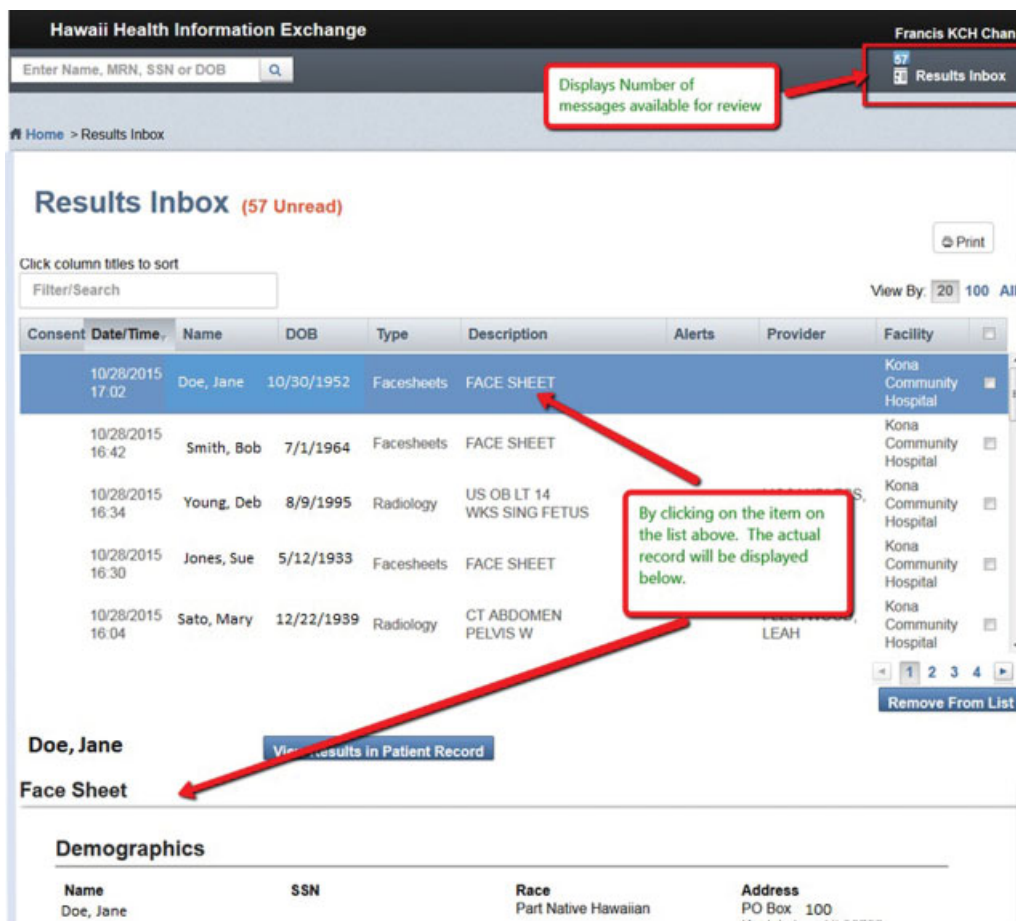 Hawaii Health Information Exchange
Francis KCH Chan
Enter Name, MRN, SSN or DOB
57
Results Inbox
Displays Number of
messages available for review
Home > Results Inbox
Results Inbox (57 Unread)
Print
Click column titles to sort
Filter/Search
View By: 20 100 All
Consent Date/Time Name DOB Type Description Alerts Provider Facility
10/28/2015
17:02
Doe, Jane 10/30/1952 Facesheets FACE SHEET
Kona
Community
Hospital
10/28/2015
16:42
Smith, Bob 7/1/1964 Facesheets FACE SHEET
Kona
Community
Hospital
10/28/2015
16:34
Young, Deb 8/9/1995 Radiology
US OB LT 14
WKS SING FETUS
Kona
Community
Hospital
By clicking on the item on
the list above. The actual
record will be displayed
below.
10/28/2015
16:30
Jones, Sue 5/12/1933 Facesheets FACE SHEET
Kona
Community
Hospital
10/28/2015
16:04
Sato, Mary 12/22/1939 Radiology
CT ABDOMEN
PELVIS W
LEAH
Kona
Community
Hospital
1 2 3 4
Remove From List
Doe, Jane
View Results in Patient Record
Face Sheet
Demographics
Name SSN Race Address
Doe, Jane Part Native Hawaiian PO Box 100